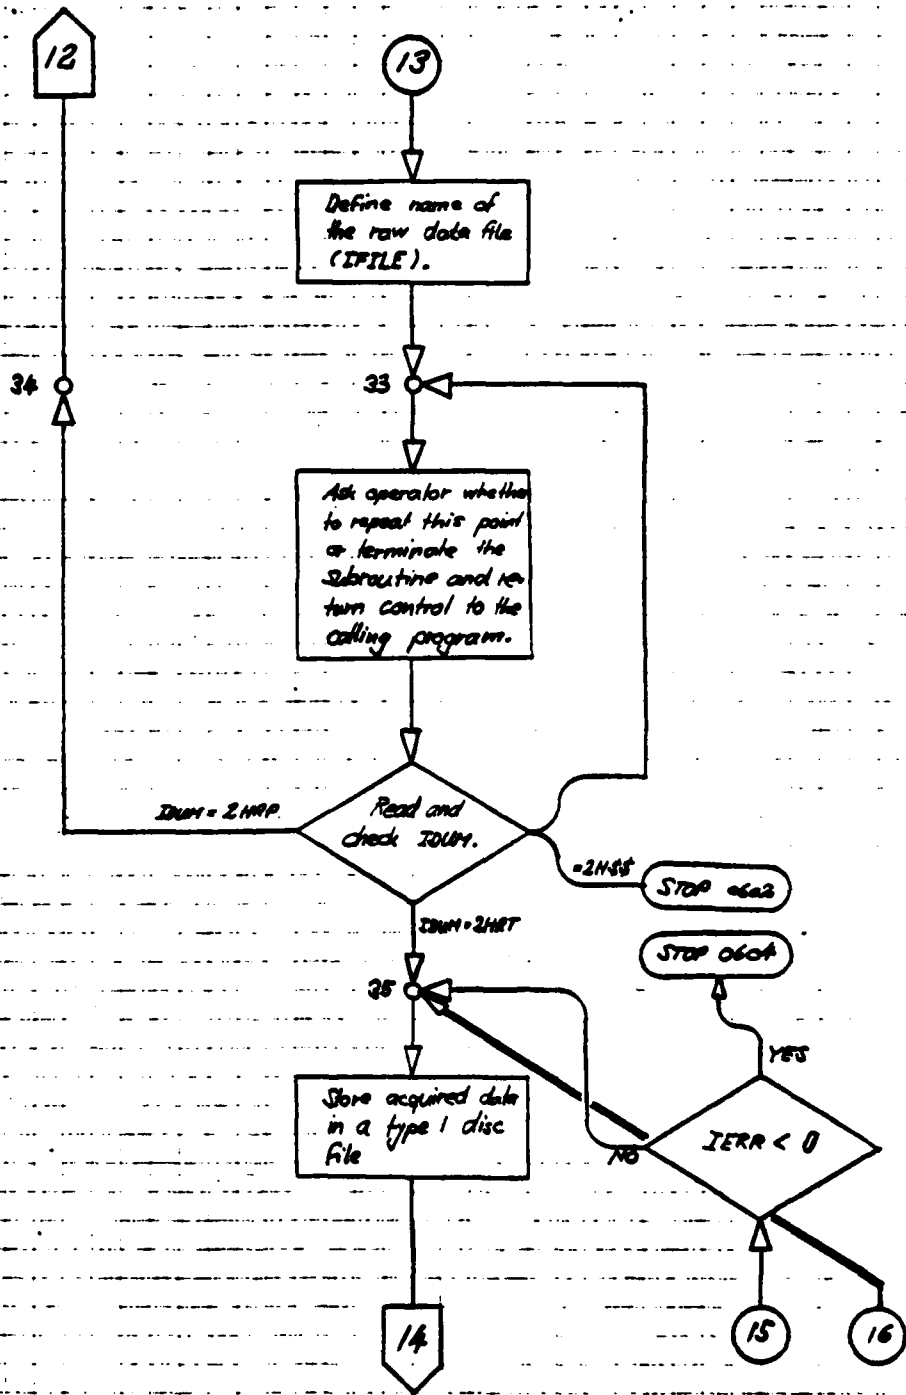 12
13
Define name of
the raw data file
(IFILE).
34
33
Ask operator whether
to repeat this point
or terminate the
subroutine and re-
turn control to the
calling program.
IDUM = 2HRP
Read and
check IDUM.
=2H$$
STOP 0602
IDUM = 2HRT
STOP 0604
35
YES
Store acquired data
in a type 1 disc
file
IERR < 0
NO
14
15
16